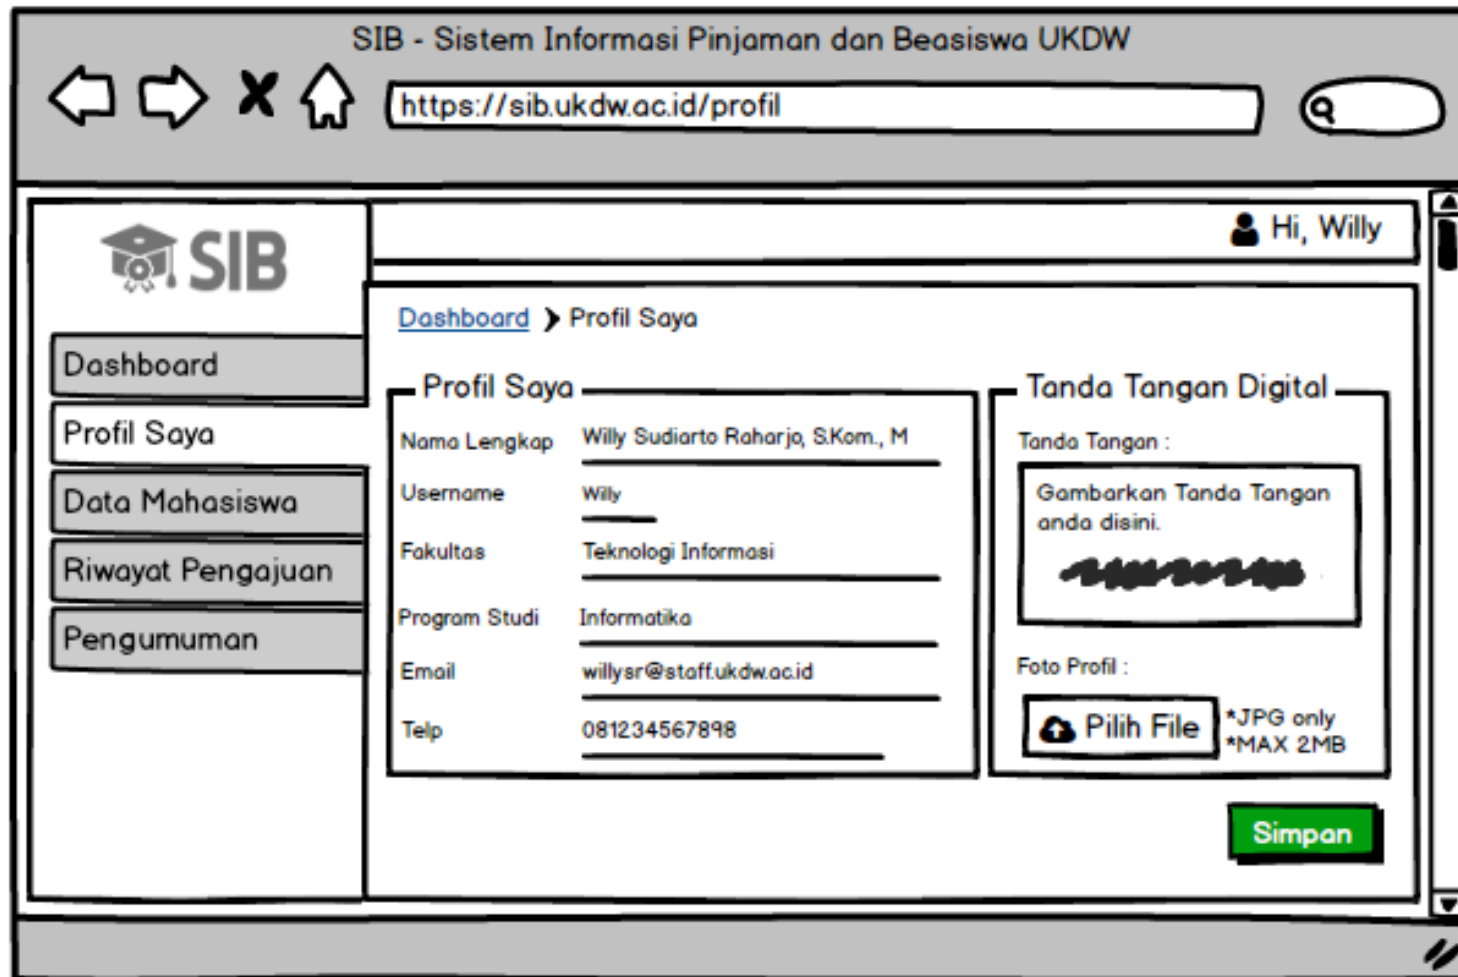 SIB - Sistem Informasi Pinjaman dan Beasiswa UKDW
https://sib.ukdw.ac.id/profil
SIB
Hi, Willy
Dashboard
Profil Saya
Data Mahasiswa
Riwayat Pengajuan
Pengumuman
Dashboard > Profil Saya
Profil Saya
Nama Lengkap Willy Sudiarto Raharjo, S.Kom., M
Username Willy
Fakultas Teknologi Informasi
Program Studi Informatika
Email willysr@staff.ukdw.ac.id
Telp 081234567898
Tanda Tangan Digital
Tanda Tangan :
Gambarkan Tanda Tangan
anda disini.
Foto Profil :
Pilih File
*JPG only
*MAX 2MB
Simpan